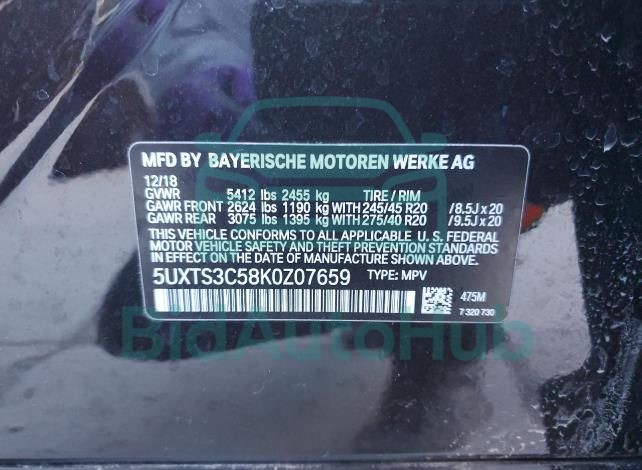 MFD BY BAYERISCHE MOTOREN WERKE AG
12/18
GVWR 5412 lbs 2455 kg TIRE / RIM
GAWR FRONT 2624 lbs 1190 kg WITH 245/45 R20 /8.5J x 20
GAWR REAR 3075 lbs 1395 kg WITH 275/40 R20 /9.5J x 20
THIS VEHICLE CONFORMS TO ALL APPLICABLE U.S. FEDERAL
MOTOR VEHICLE SAFETY AND THEFT PREVENTION STANDARDS
IN EFFECT ON THE DATE OF MANUFACTURE SHOWN ABOVE.
5UXTS3C58K0Z07659 TYPE: MPV
475M
7 320 730
BidAutoHub